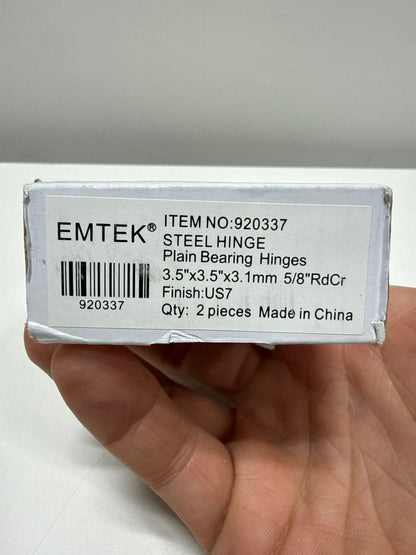 EMTEK®
920337
ITEM NO:920337
STEEL HINGE
Plain Bearing Hinges
3.5"x3.5"x3.1mm 5/8"RdCr
Finish:US7
Qty: 2 pieces Made in China